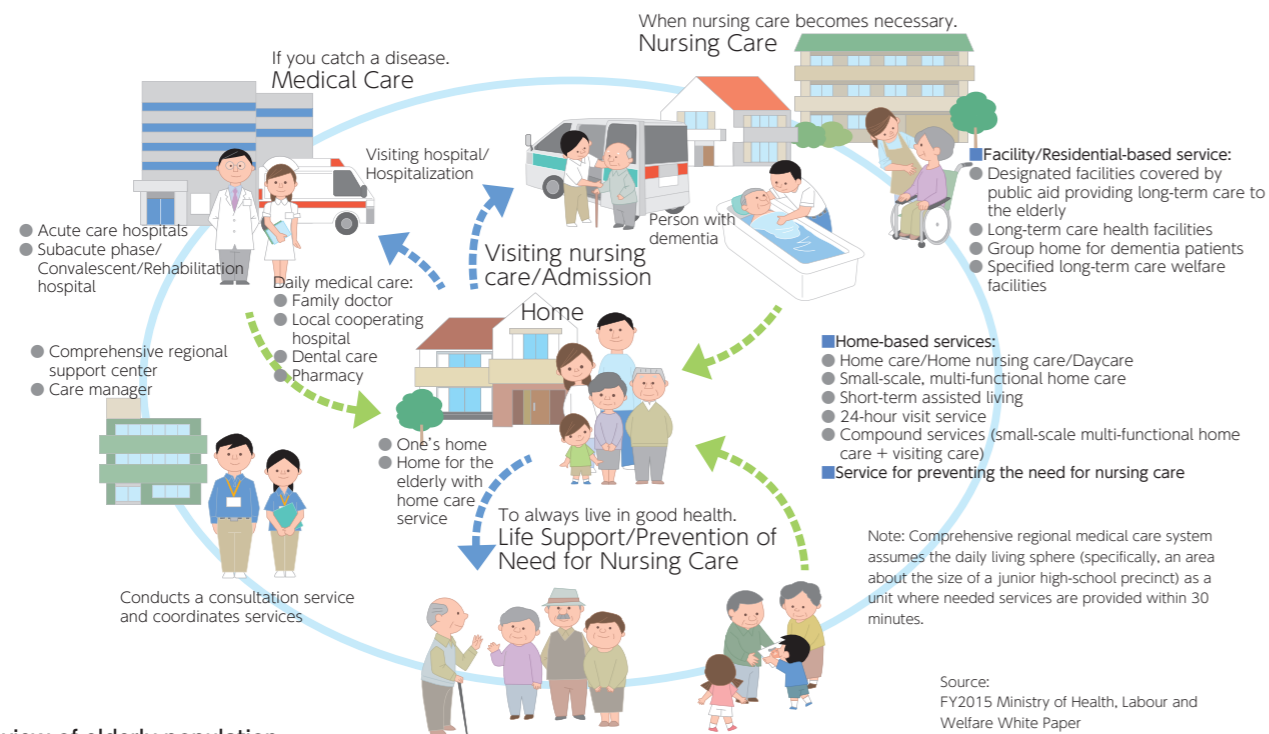 When nursing care becomes necessary.
Nursing Care
If you catch a disease.
Medical Care
Visiting hospital/
Hospitalization
■Facility/Residential-based service:
● Designated facilities covered by
public aid providing long-term care to
the elderly
● Long-term care health facilities
● Group home for dementia patients
● Specified long-term care welfare
facilities
Person with
dementia
● Acute care hospitals
● Subacute phase/
Convalescent/Rehabilitation
hospital
Visiting nursing
care/Admission
Daily medical care:
● Family doctor
● Local cooperating
hospital
● Dental care
● Pharmacy
Home
■Home-based services:
● Home care/Home nursing care/Daycare
● Small-scale, multi-functional home care
● Short-term assisted living
● 24-hour visit service
● Compound services (small-scale multi-functional home
care + visiting care)
■Service for preventing the need for nursing care
● Comprehensive regional
support center
● Care manager
● One's home
● Home for the
elderly with
home care
service
To always live in good health.
Life Support/Prevention of
Need for Nursing Care
Note: Comprehensive regional medical care system
assumes the daily living sphere (specifically, an area
about the size of a junior high-school precinct) as a
unit where needed services are provided within 30
minutes.
Conducts a consultation service
and coordinates services
Source:
FY2015 Ministry of Health, Labour and
Welfare White Paper
view of elderly population